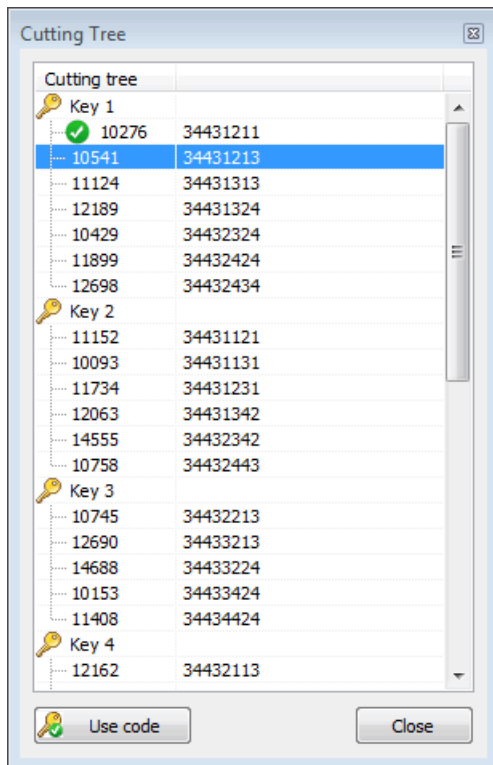 Cutting Tree
Cutting tree
Key 1
10276 34431211
10541 34431213
11124 34431313
12189 34431324
10429 34432324
11899 34432424
12698 34432434
Key 2
11152 34431121
10093 34431131
11734 34431231
12063 34431342
14555 34432342
10758 34432443
Key 3
10745 34432213
12690 34433213
14688 34433224
10153 34433424
11408 34434424
Key 4
12162 34432113
Use code
Close